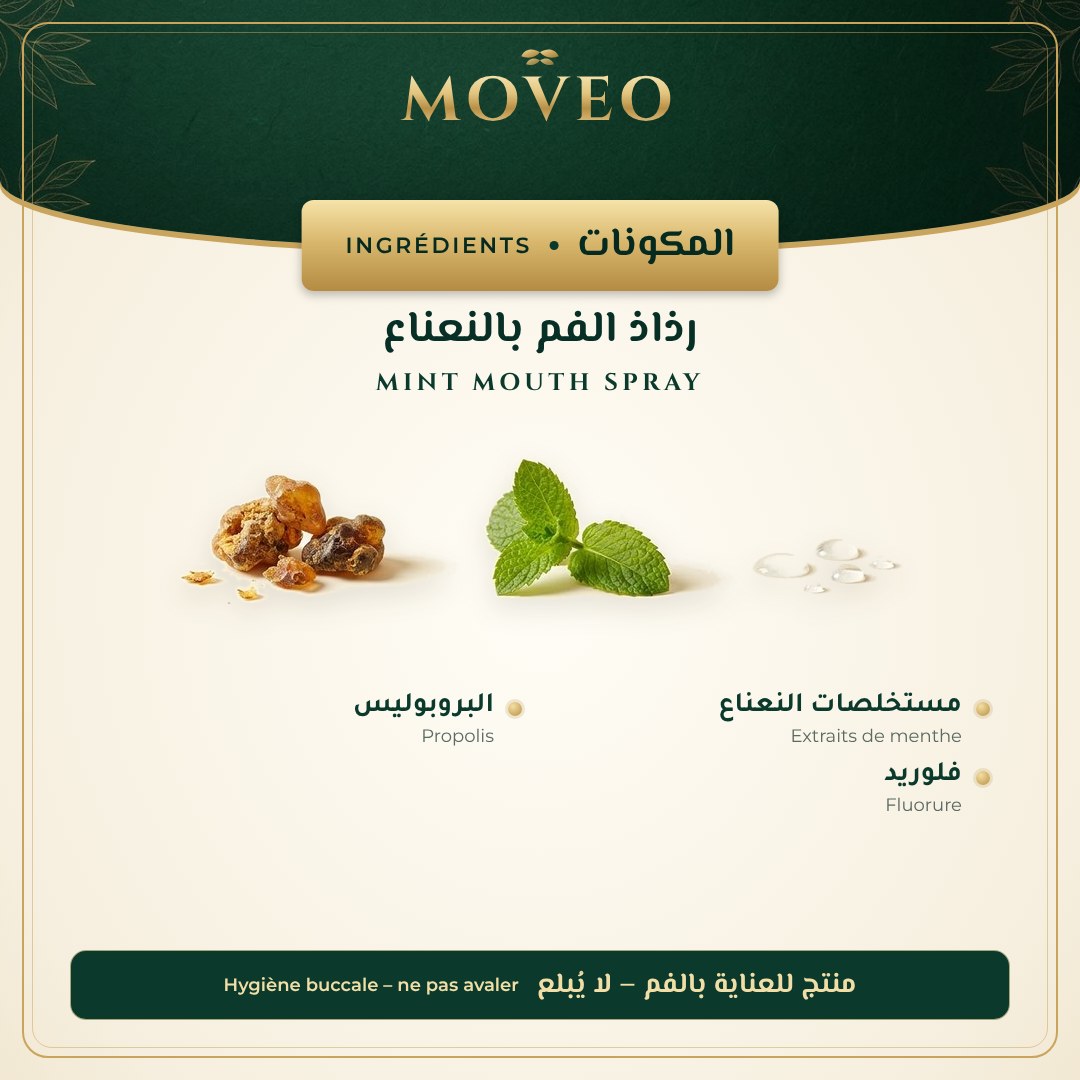 MOVEO
المكونات • INGRÉDIENTS
رذاذ الفم بالنعناع
MINT MOUTH SPRAY
مستخلصات النعناع
Extraits de menthe
البروبوليس
Propolis
فلوريد
Fluorure
منتج للعناية بالفم – لا يُبلع Hygiène buccale – ne pas avaler